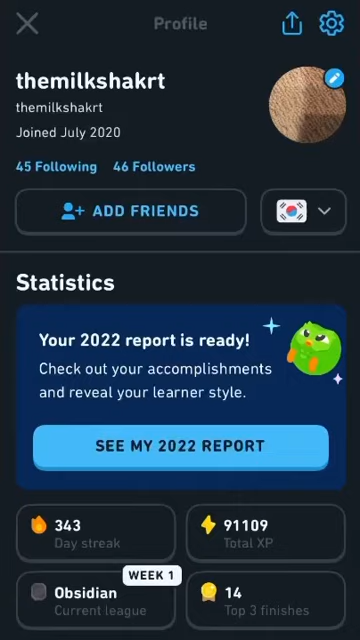 Profile
themilkshakrt
themilkshakrt
Joined July 2020
45 Following 46 Followers
ADD FRIENDS
Statistics
Your 2022 report is ready!
Check out your accomplishments
and reveal your learner style.
SEE MY 2022 REPORT
343
Day streak
91109
Total XP
WEEK 1
Obsidian
Current league
14
Top 3 finishes